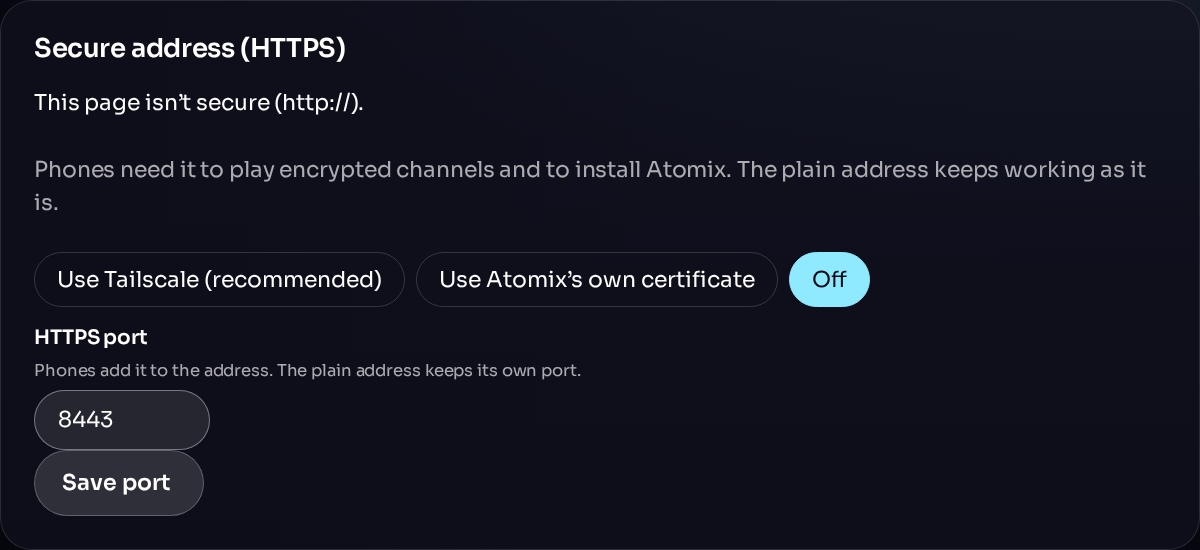 Secure address (HTTPS)
This page isn’t secure (http://).
Phones need it to play encrypted channels and to install Atomix. The plain address keeps working as it
is.
Use Tailscale (recommended)
Use Atomix’s own certificate
Off
HTTPS port
Phones add it to the address. The plain address keeps its own port.
8443
Save port